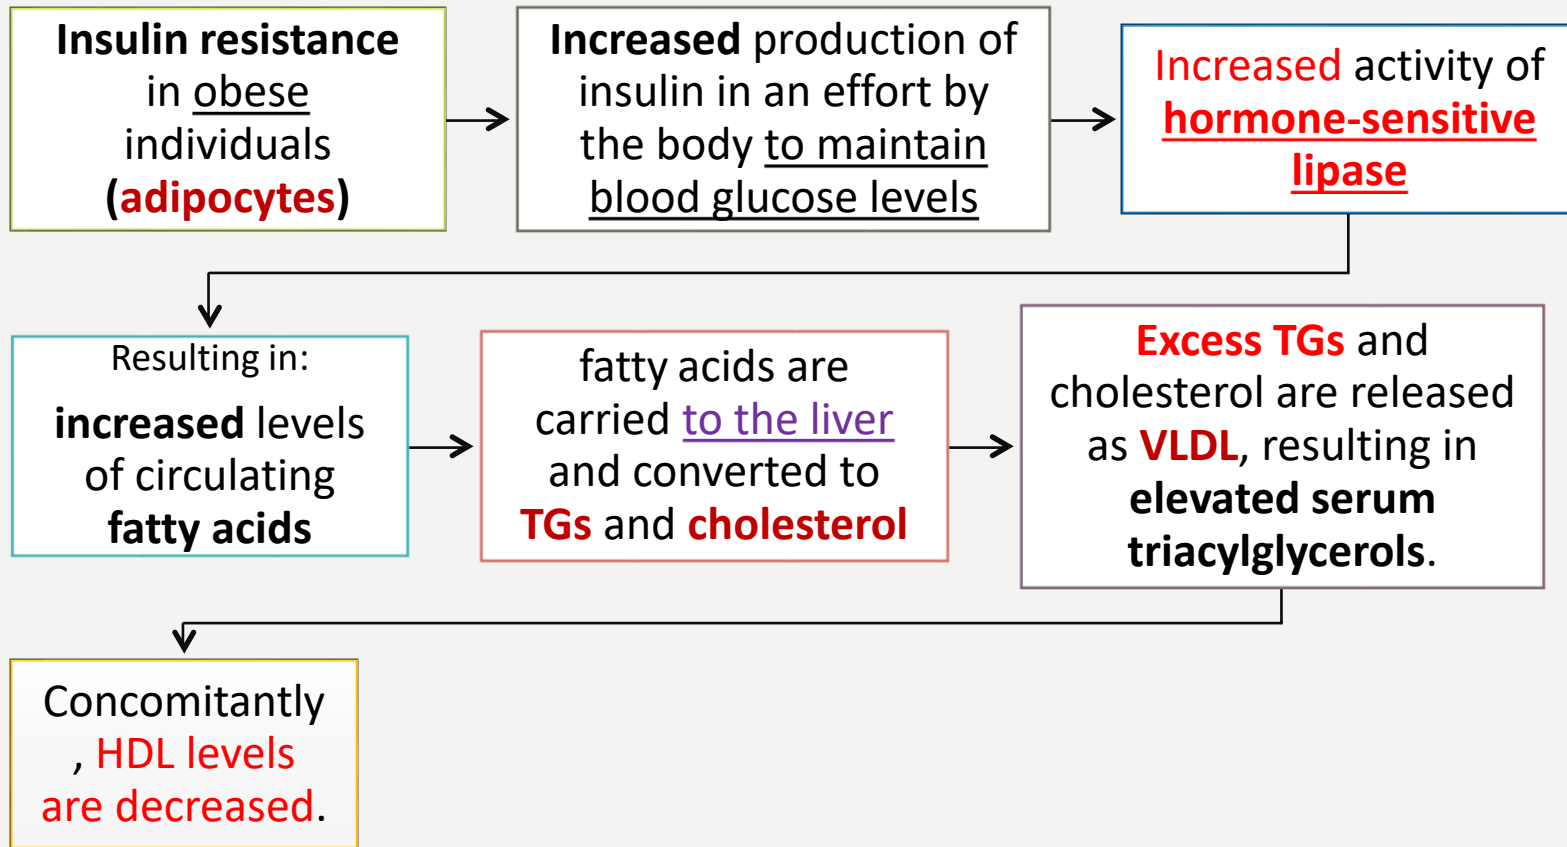 Insulin resistance
in obese
individuals
(adipocytes)
Increased production of
insulin in an effort by
the body to maintain
blood glucose levels
Increased activity of
hormone-sensitive
lipase
Resulting in:
increased levels
of circulating
fatty acids
fatty acids are
carried to the liver
and converted to
TGs and cholesterol
Excess TGs and
cholesterol are released
as VLDL, resulting in
elevated serum
triacylglycerols.
Concomitantly
, HDL levels
are decreased.